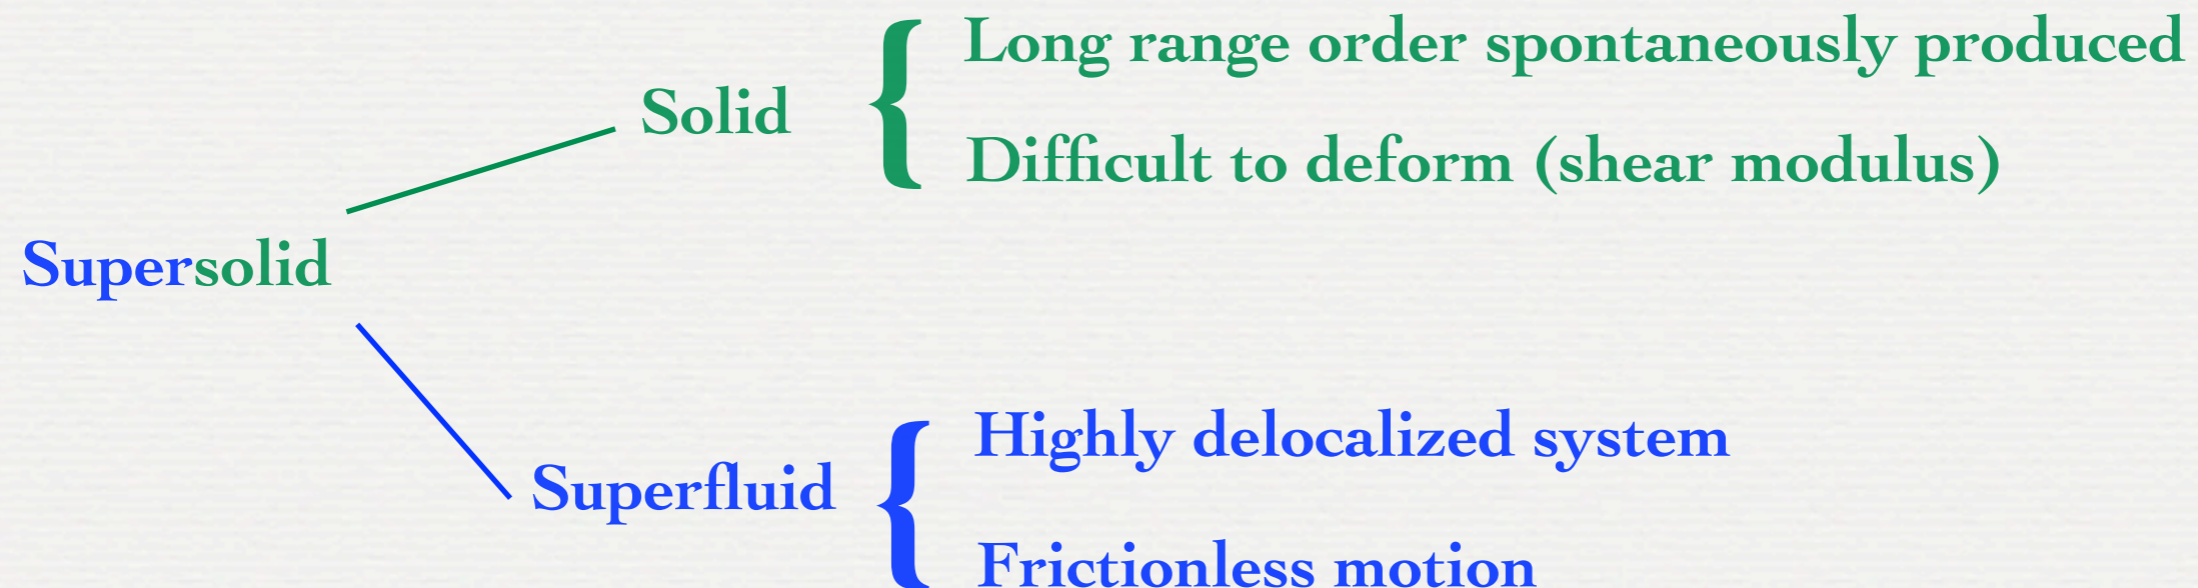 Long range order spontaneously produced
Solid
Difficult to deform (shear modulus)
Supersolid
Highly delocalized system
Superfluid
Frictionless motion